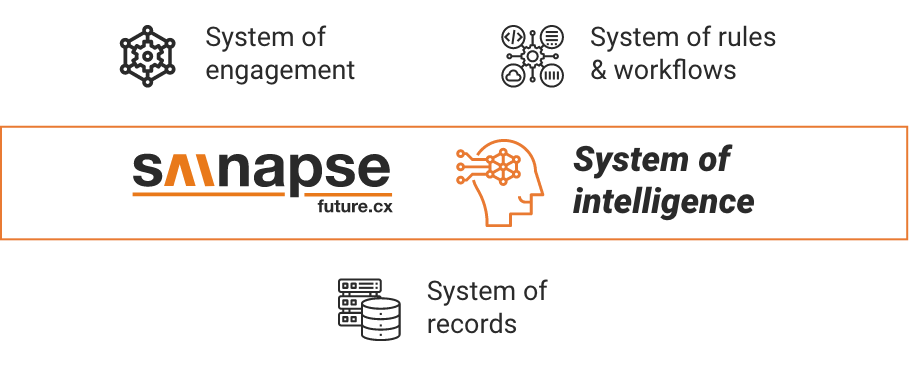 System of
engagement
System of rules
& workflows
sAInapse
future.cx
System of
intelligence
System of
records